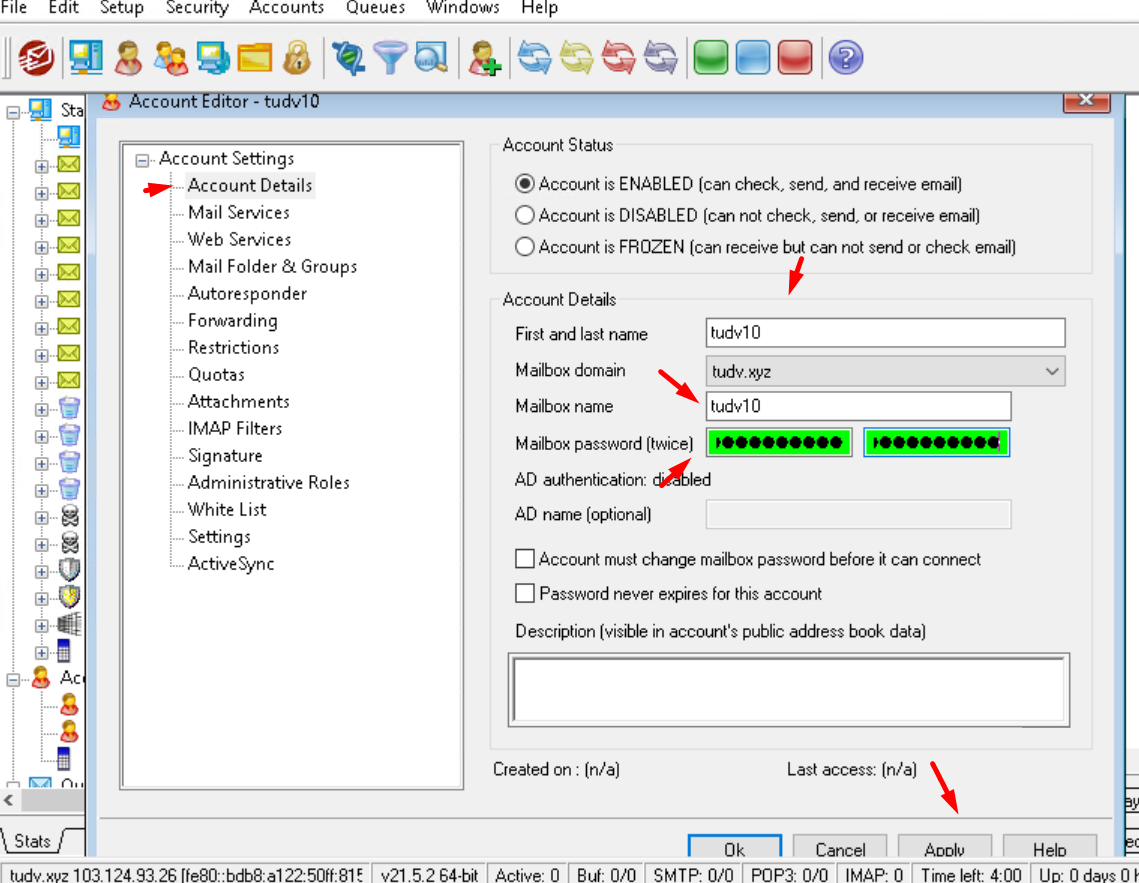 File Edit Setup Security Accounts Queues Windows Help
Account Editor - tudv10
Sta
Account Settings
Account Details
Mail Services
Web Services
Mail Folder & Groups
Autoresponder
Forwarding
Restrictions
Quotas
Attachments
IMAP Filters
Signature
Administrative Roles
White List
Settings
ActiveSync
Account Status
Account is ENABLED (can check, send, and receive email)
Account is DISABLED (can not check, send, or receive email)
Account is FROZEN (can receive but can not send or check email)
Account Details
First and last name tudv10
Mailbox domain tudv.xyz
Mailbox name tudv10
Mailbox password (twice)
AD authentication: disabled
AD name (optional)
Account must change mailbox password before it can connect
Password never expires for this account
Description (visible in account's public address book data)
Created on : (n/a) Last access: (n/a)
Ok Cancel Apply Help
Acc
Qu
Stats
tudv.xyz 103.124.93.26 [fe80::bdb8:a122:50ff:815 v21.5.2 64-bit Active: 0 Buf: 0/0 SMTP: 0/0 POP3: 0/0 IMAP: 0 Time left: 4:00 Up: 0 days 0 h